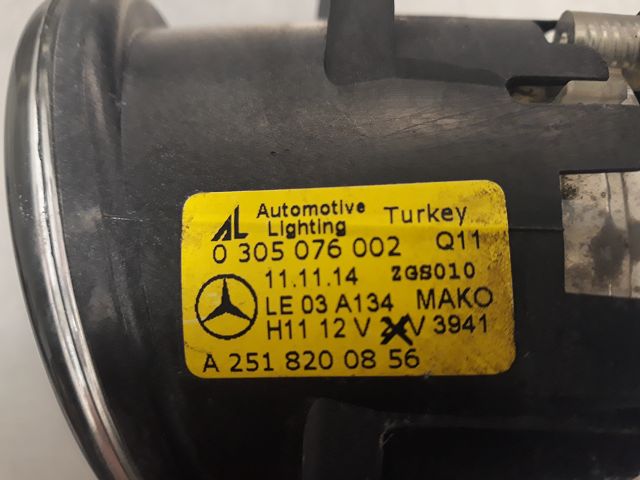 AL Automotive Lighting Turkey
0 305 076 002 Q11
11.11.14 ZGS010
LE 03 A134 MAKO
H11 12 V V 3941
A 251 820 08 56